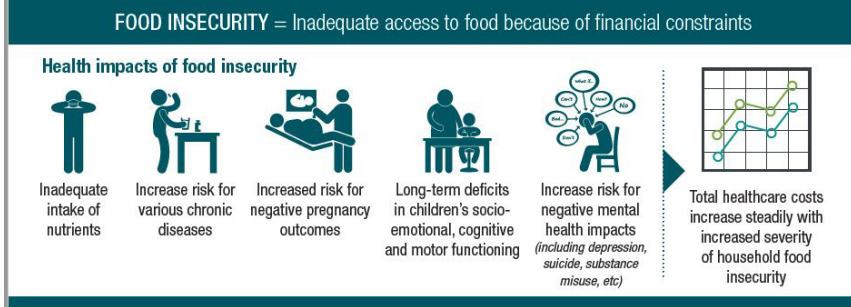 FOOD INSECURITY = Inadequate access to food because of financial constraints
Health impacts of food insecurity
Inadequate
intake of
nutrients
Increase risk for
various chronic
diseases
Increased risk for
negative pregnancy
outcomes
Long-term deficits
in children's socio-
emotional, cognitive
and motor functioning
What if...
Can't
How?
No
Bad...
Don't
Increase risk for
negative mental
health impacts
(including depression,
suicide, substance
misuse, etc)
Total healthcare costs
increase steadily with
increased severity
of household food
insecurity